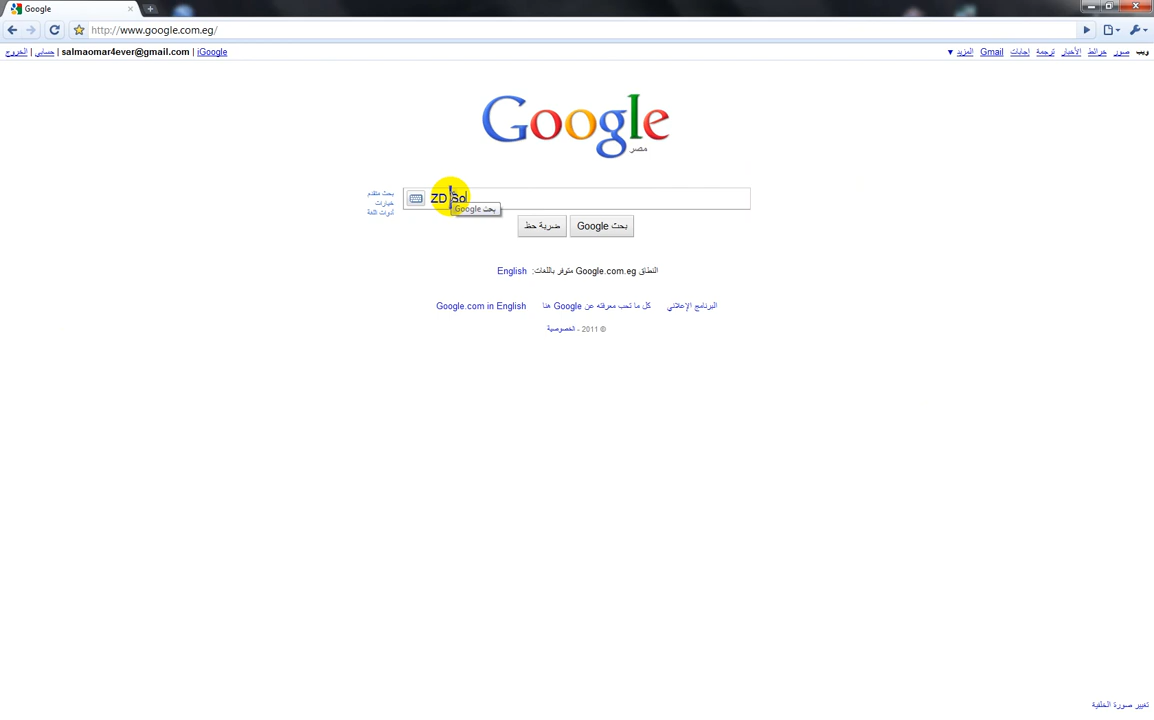 Google
http://www.google.com.eg/
ويب صور خرائط الأخبار ترجمة إجابات Gmail المزيد ▼
iGoogle | salmaomar4ever@gmail.com | حسابي | الخروج
Google
مصر
ZD So
بحث Google
بحث متقدم
خيارات
أدوات اللغة
بحث Google ضربة حظ
النطاق Google.com.eg متوفر باللغات: English
البرنامج الإعلاني كل ما تحب معرفته عن Google هنا Google.com in English
© 2011 - الخصوصية
تغيير صورة الخلفية